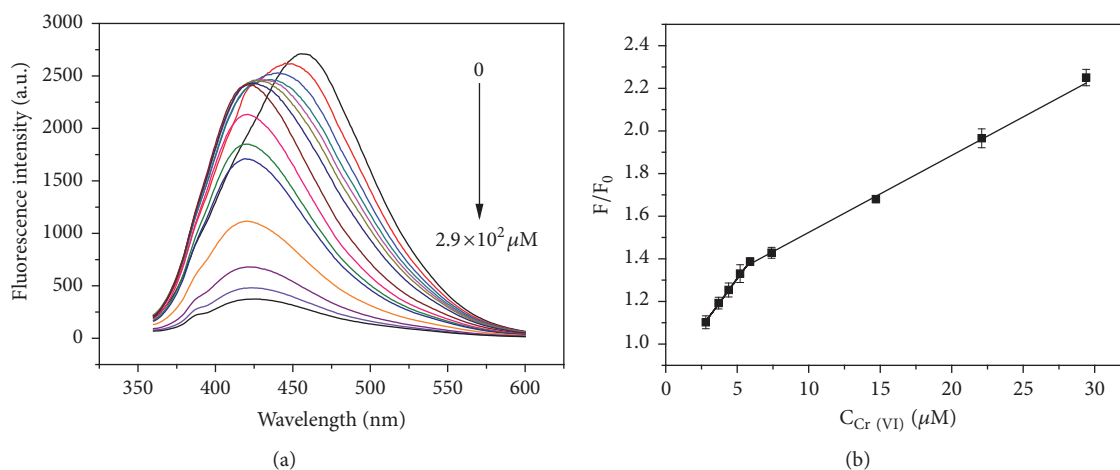 3000
2500
2000
1500
1000
500
0
Fluorescence intensity (a.u.)
0
2.9×10² μM
350 400 450 500 550 600
Wavelength (nm)
(a)
2.4
2.2
2.0
1.8
1.6
1.4
1.2
1.0
F/F₀
0 5 10 15 20 25 30
C_Cr (VI) (μM)
(b)